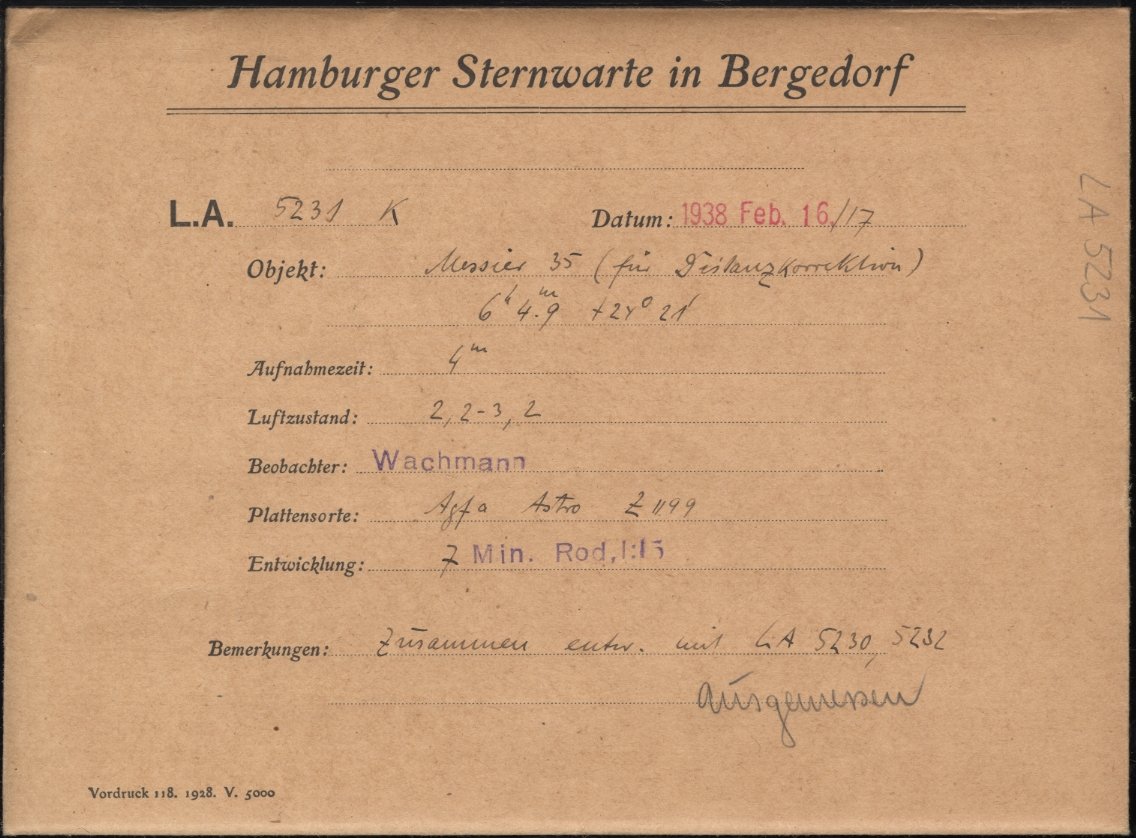 Hamburger Sternwarte in Bergedorf
L.A. 5231 K
Datum: 1938 Feb. 16./17
Objekt: Messier 35 (für Distanzkorrektion)
6h 4m.9 +24° 21'
Aufnahmezeit: 4m
Luftzustand: 2, 2-3, 2
Beobachter: Wachmann
Plattensorte: Agfa Astro Z 1199
Entwicklung: 7 Min. Rod, 1:15
Bemerkungen: Zusammen entw. mit LA 5230, 5232
ausgemessen
Vordruck 118. 1928. V. 5000
LA 5231